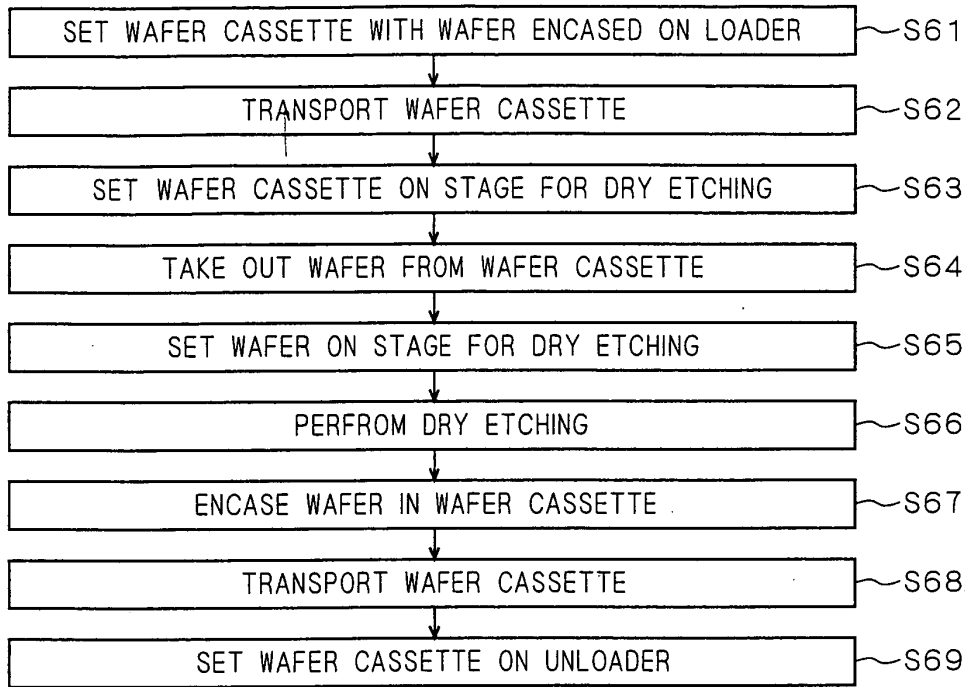 SET WAFER CASSETTE WITH WAFER ENCASED ON LOADER S61
TRANSPORT WAFER CASSETTE S62
SET WAFER CASSETTE ON STAGE FOR DRY ETCHING S63
TAKE OUT WAFER FROM WAFER CASSETTE S64
SET WAFER ON STAGE FOR DRY ETCHING S65
PERFROM DRY ETCHING S66
ENCASE WAFER IN WAFER CASSETTE S67
TRANSPORT WAFER CASSETTE S68
SET WAFER CASSETTE ON UNLOADER S69